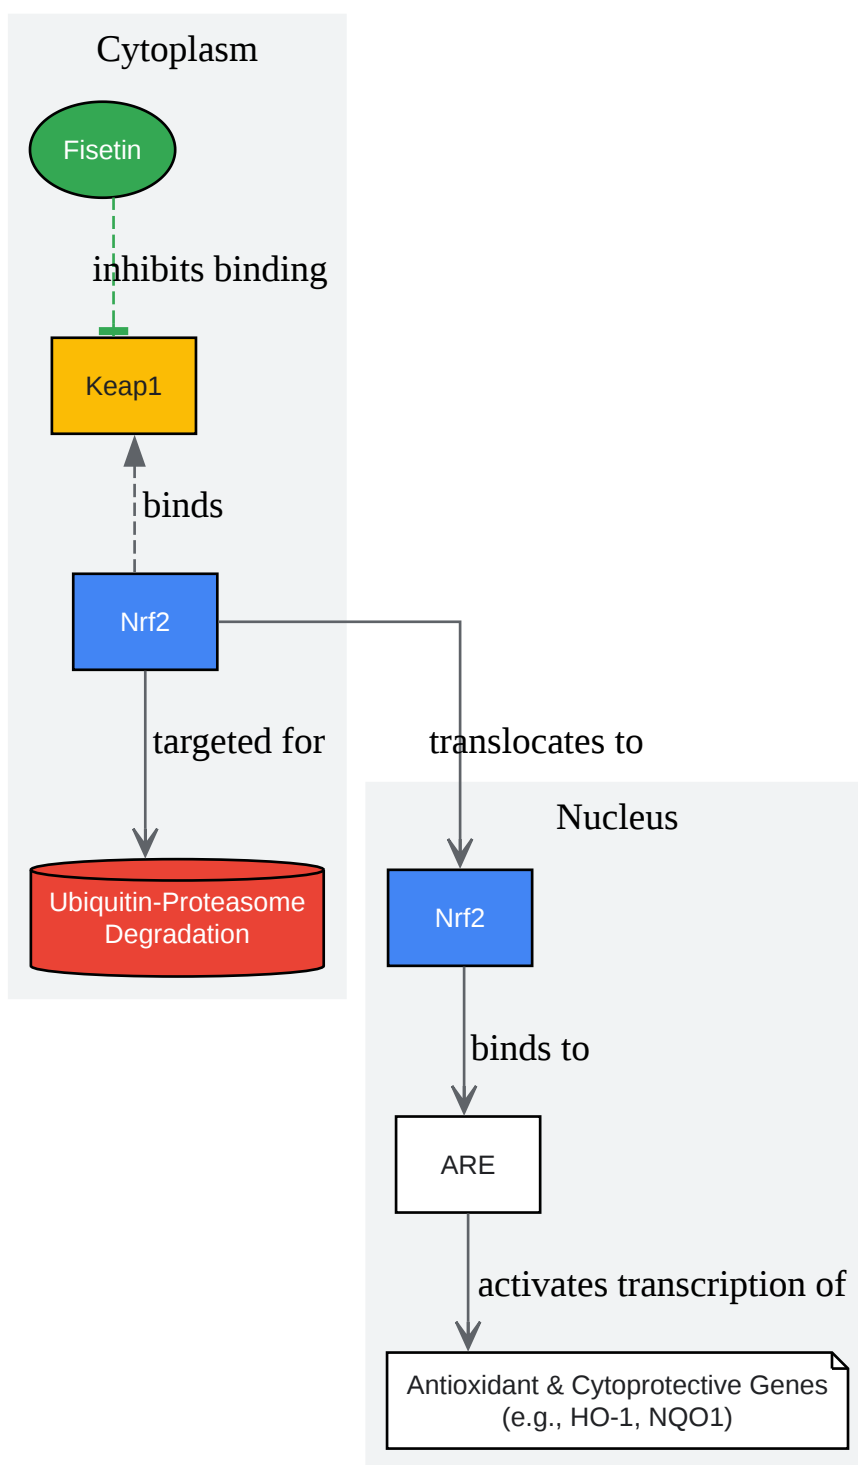 Cytoplasm
Fisetin
inhibits binding
Keap1
binds
Nrf2
targeted for
translocates to
Ubiquitin-Proteasome
Degradation
Nucleus
Nrf2
binds to
ARE
activates transcription of
Antioxidant & Cytoprotective Genes
(e.g., HO-1, NQO1)